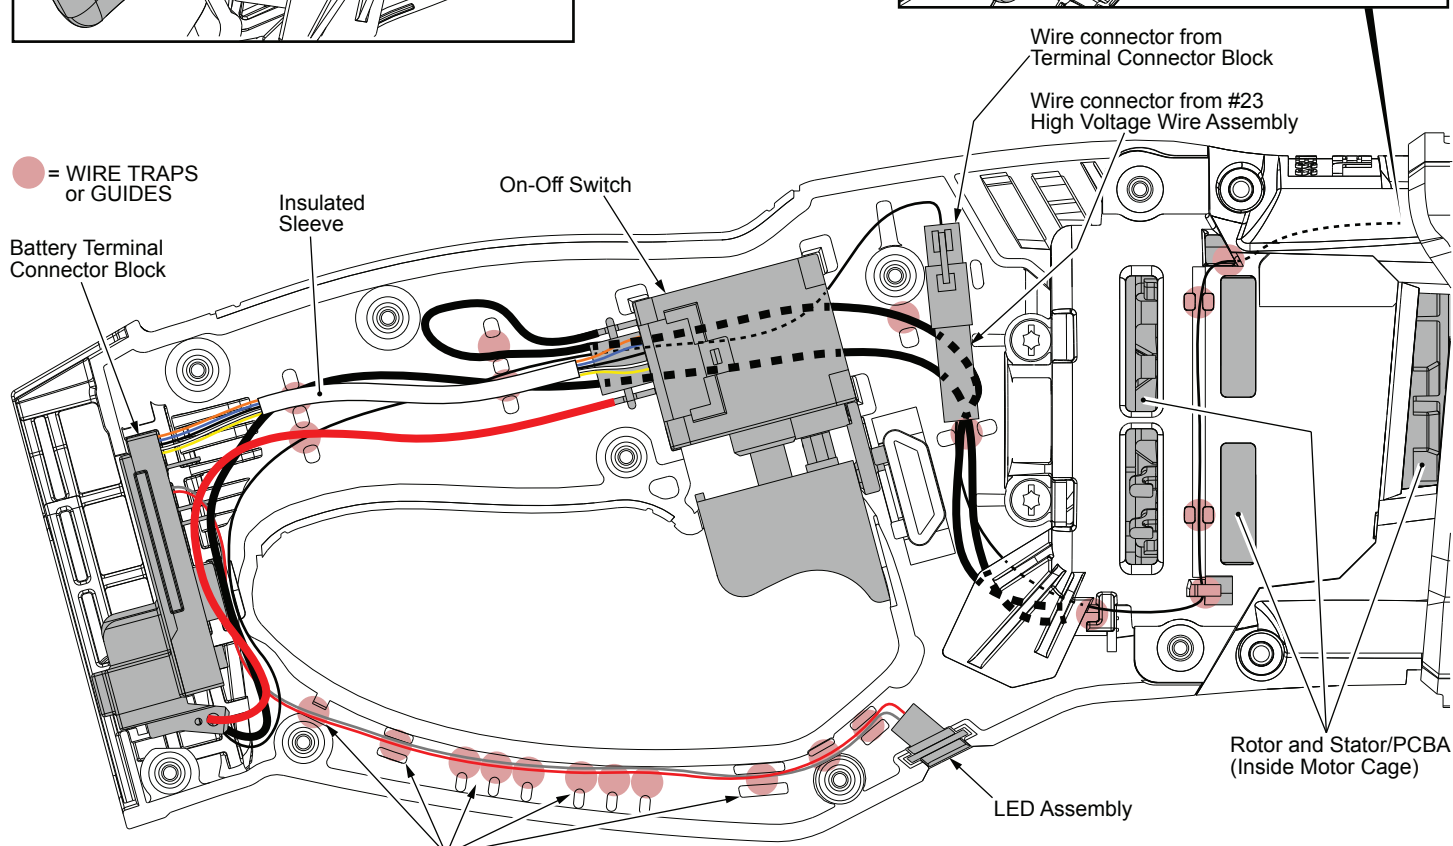 Wire connector from
Terminal Connector Block
Wire connector from #23
High Voltage Wire Assembly
= WIRE TRAPS
or GUIDES
Insulated
Sleeve
On-Off Switch
Battery Terminal
Connector Block
Rotor and Stator/PCBA
(Inside Motor Cage)
LED Assembly